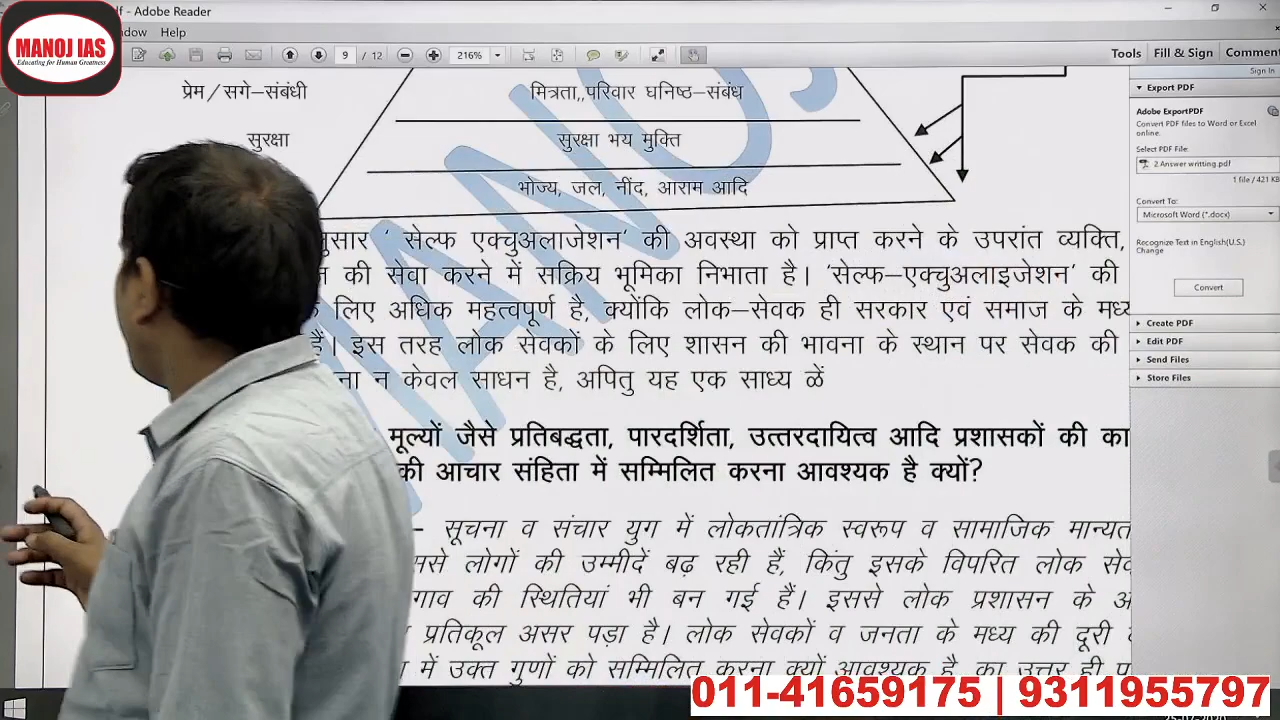 MANOJ IAS
Educating for Human Greatness
df - Adobe Reader
ndow Help
9 / 12
216%
Tools Fill & Sign Comment
Sign In
Export PDF
Adobe ExportPDF
Convert PDF files to Word or Excel online.
Select PDF File:
2 Answer writting.pdf
1 file / 421 KB
Convert To:
Microsoft Word (*.docx)
Recognize Text in English(U.S.)
Change
Convert
Create PDF
Edit PDF
Send Files
Store Files
प्रेम/सगे–संबंधी
मित्रता,,परिवार घनिष्ठ–संबंध
सुरक्षा
सुरक्षा भय मुक्ति
भोज्य, जल, नींद, आराम आदि
नुसार ' सेल्फ एक्चुअलाजेशन' की अवस्था को प्राप्त करने के उपरांत व्यक्ति,
की सेवा करने में सक्रिय भूमिका निभाता है। 'सेल्फ–एक्चुअलाइजेशन' की
के लिए अधिक महत्वपूर्ण है, क्योंकि लोक–सेवक ही सरकार एवं समाज के मध्य
हैं। इस तरह लोक सेवकों के लिए शासन की भावना के स्थान पर सेवक की
ना न केवल साधन है, अपितु यह एक साध्य ळें
मूल्यों जैसे प्रतिबद्धता, पारदर्शिता, उत्तरदायित्व आदि प्रशासकों की का
की आचार संहिता में सम्मिलित करना आवश्यक है क्यों?
– सूचना व संचार युग में लोकतांत्रिक स्वरूप व सामाजिक मान्यत
ससे लोगों की उम्मीदें बढ़ रही हैं, किंतु इसके विपरित लोक सेव
गाव की स्थितियां भी बन गई हैं। इससे लोक प्रशासन के अ
प्रतिकूल असर पड़ा है। लोक सेवकों व जनता के मध्य की दूरी
में उक्त गुणों को सम्मिलित करना क्यों आवश्यक है, का उत्तर ही प
011-41659175 | 9311955797